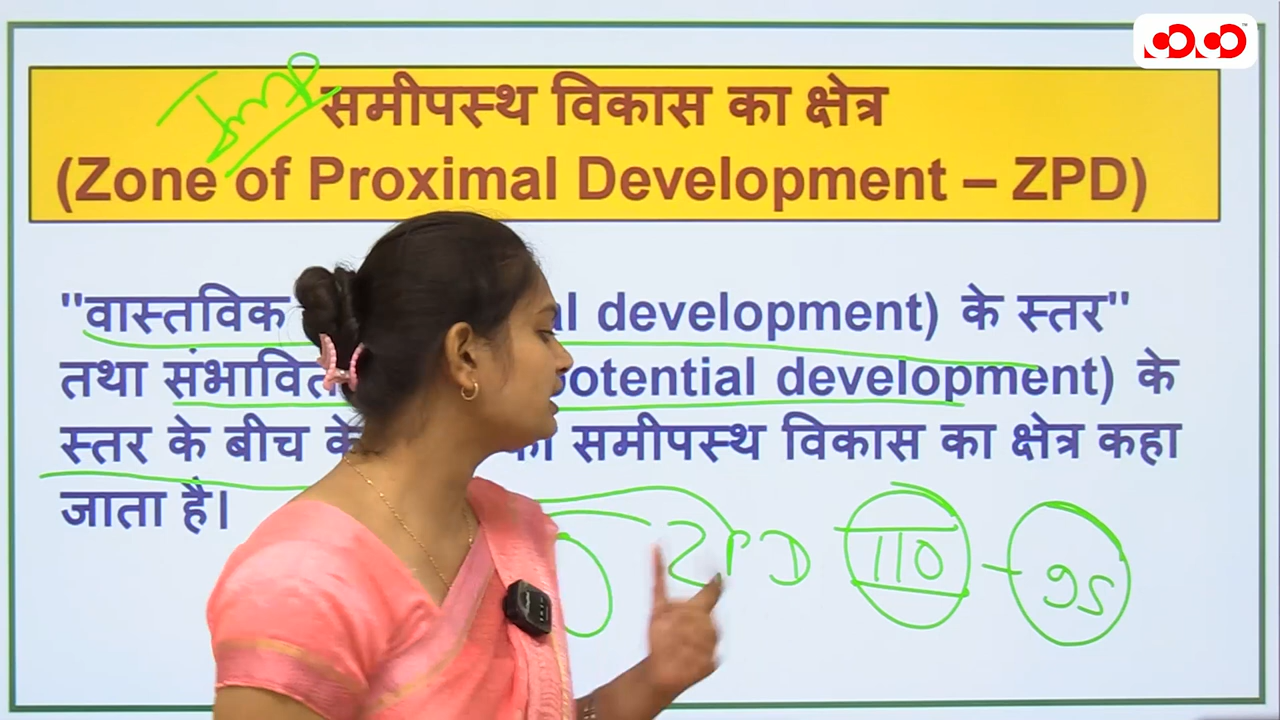 Imp
समीपस्थ विकास का क्षेत्र
(Zone of Proximal Development – ZPD)
"वास्तविक development) के स्तर"
तथा potential development) के
स्तर के बीच समीपस्थ विकास का क्षेत्र कहा
जाता है।
ZPD 110 - 95